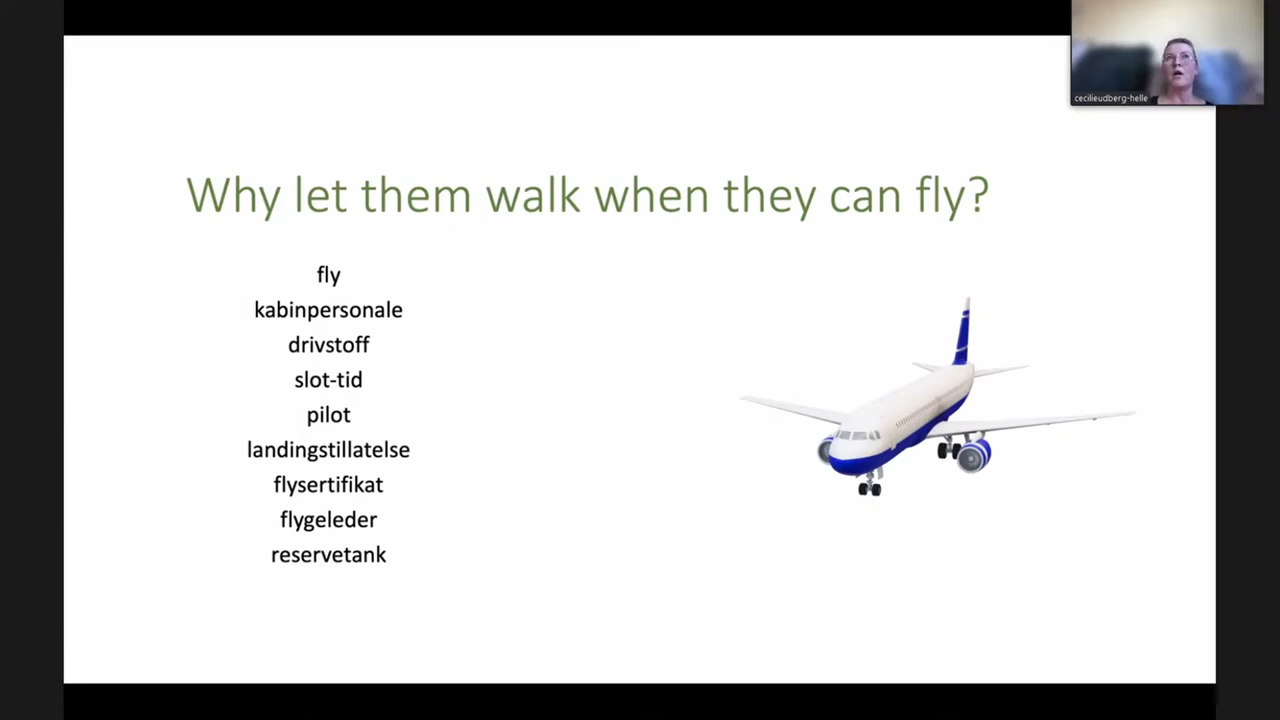 cecilieudberg-helle
Why let them walk when they can fly?
fly
kabinpersonale
drivstoff
slot-tid
pilot
landingstillatelse
flysertifikat
flygeleder
reservetank